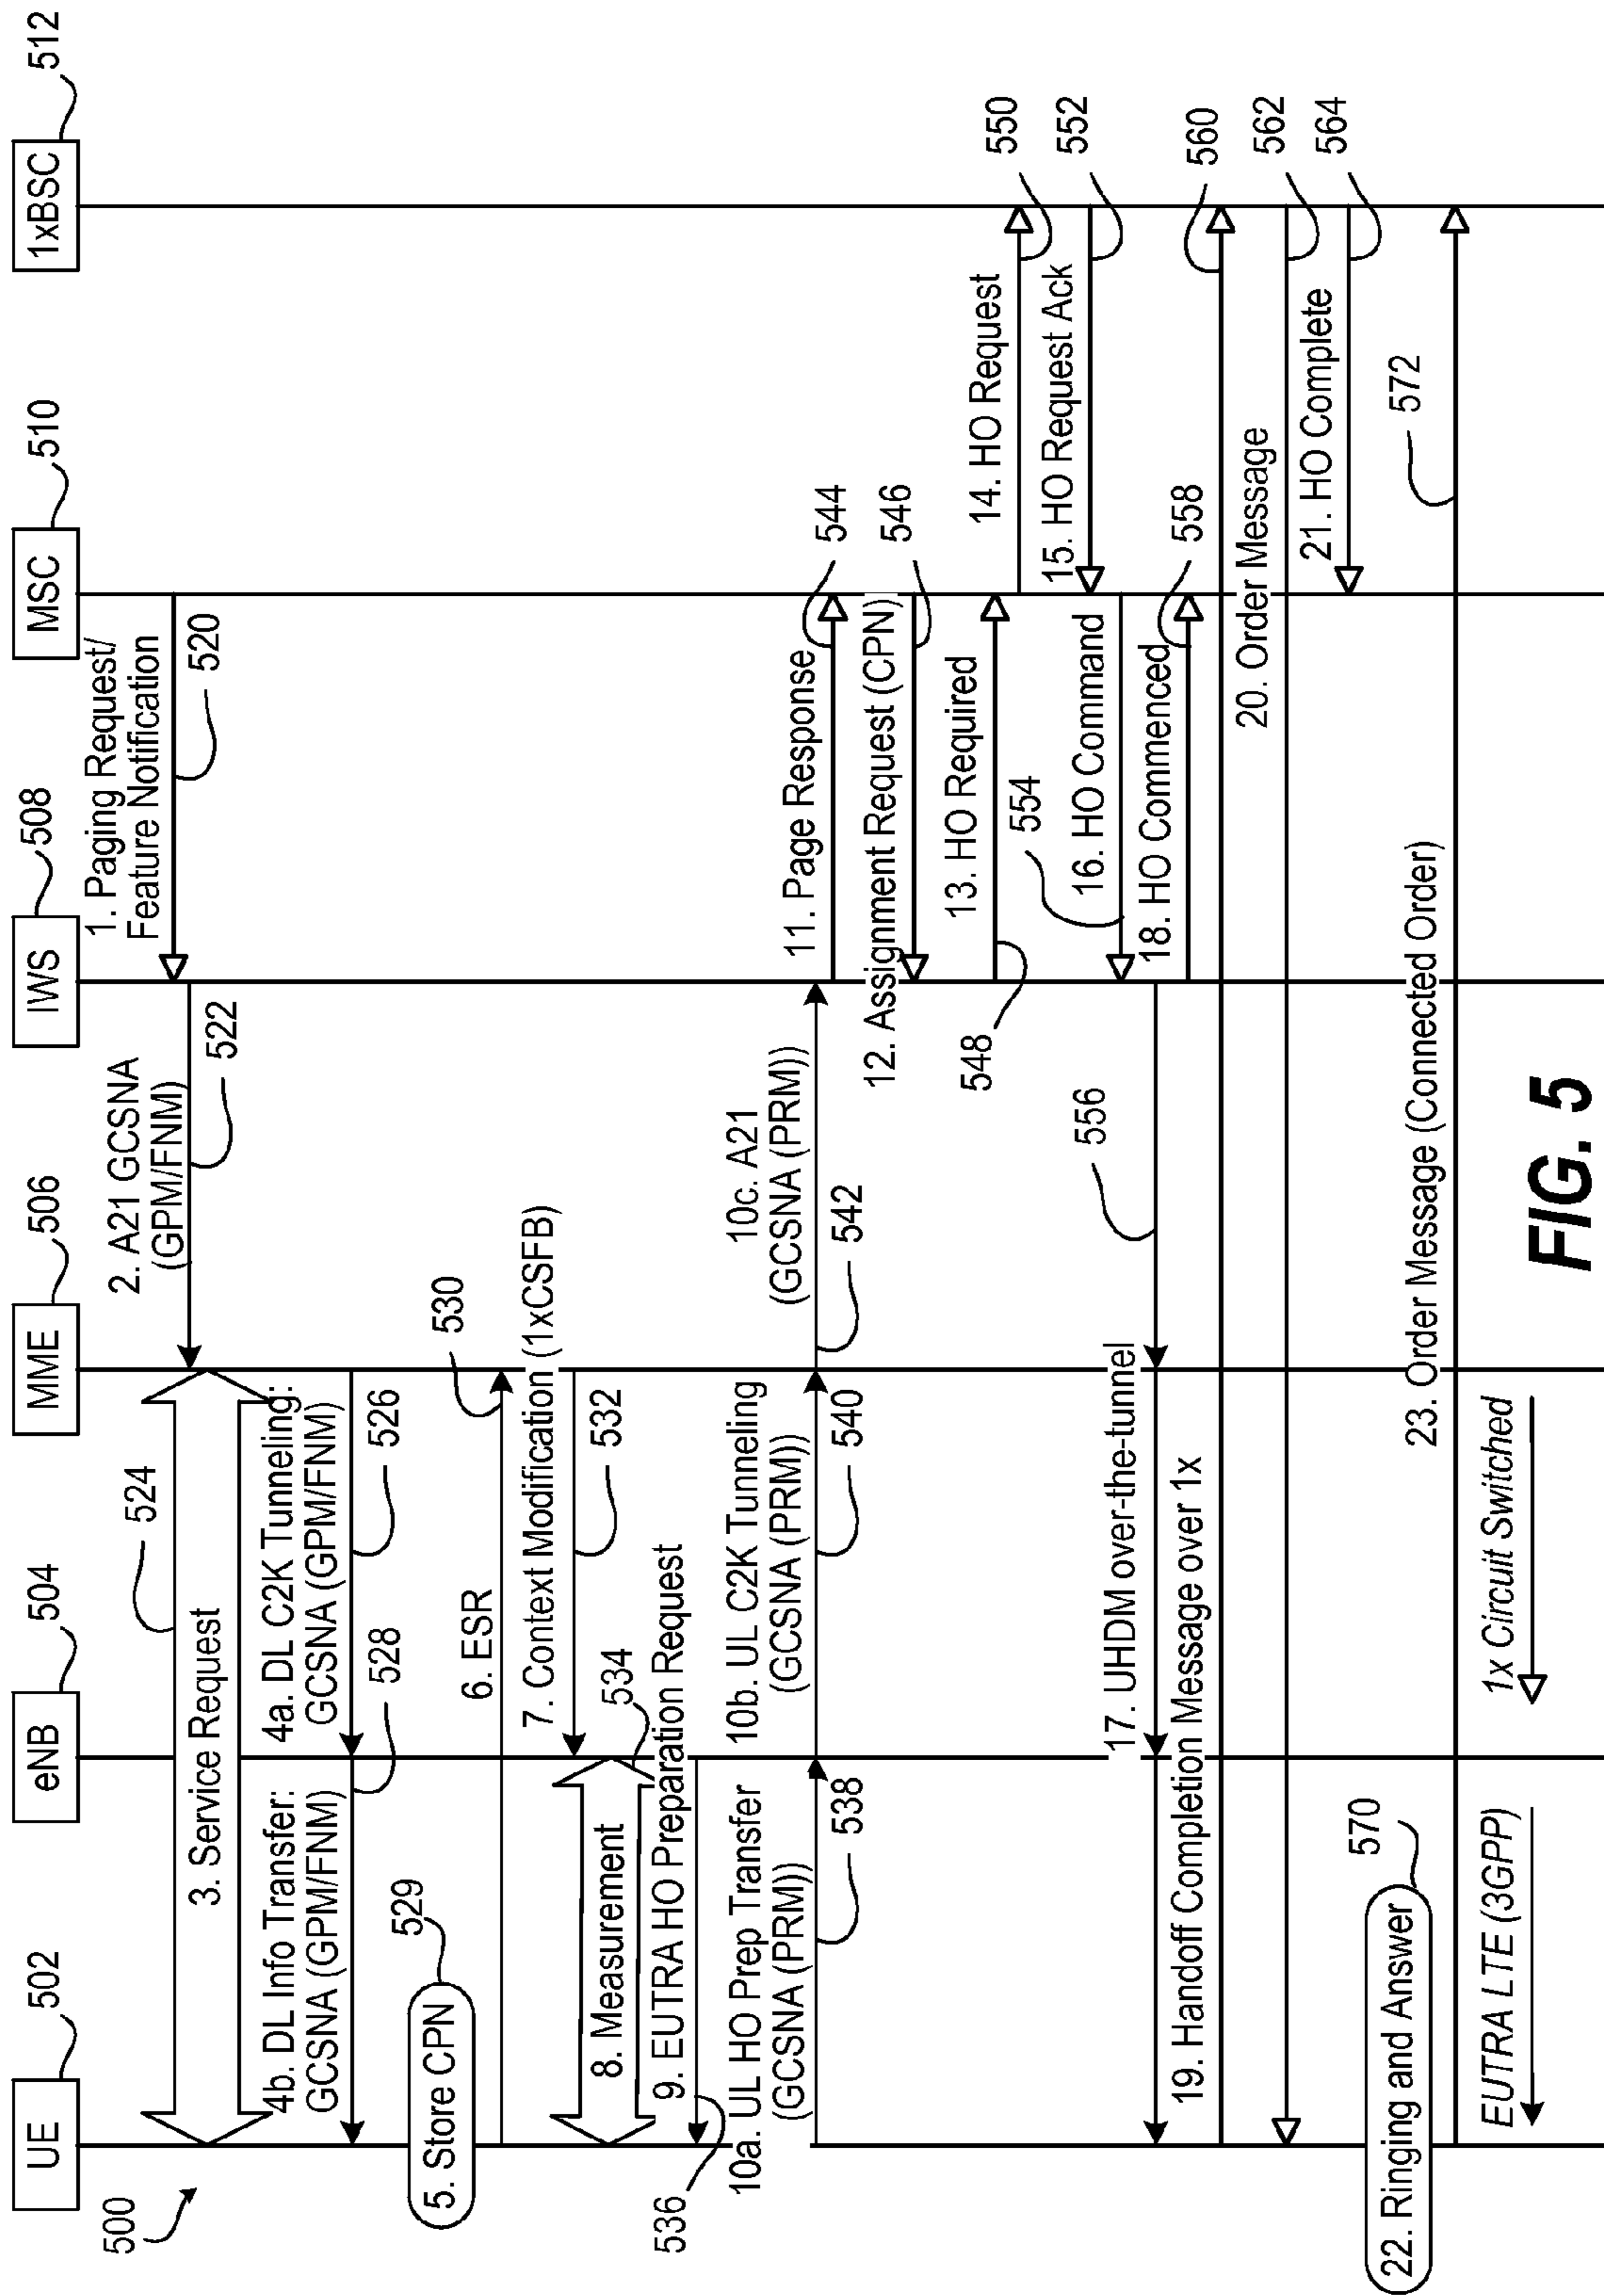 500
UE
502
eNB
504
MME
506
IWS
508
MSC
510
1xBSC
512
1. Paging Request/
Feature Notification
520
2. A21 GCSNA
(GPM/FNM)
522
3. Service Request
524
4a. DL C2K Tunneling:
GCSNA (GPM/FNM)
526
4b. DL Info Transfer:
GCSNA (GPM/FNM)
528
5. Store CPN
529
6. ESR
530
7. Context Modification (1xCSFB)
532
8. Measurement
534
9. EUTRA HO Preparation Request
536
10a. UL HO Prep Transfer
(GCSNA (PRM))
538
10b. UL C2K Tunneling
(GCSNA (PRM))
540
10c. A21
(GCSNA (PRM))
542
11. Page Response
544
12. Assignment Request (CPN)
546
13. HO Required
548
14. HO Request
550
15. HO Request Ack
552
16. HO Command
554
17. UHDM over-the-tunnel
556
18. HO Commenced
558
19. Handoff Completion Message over 1x
560
20. Order Message
562
21. HO Complete
564
22. Ringing and Answer
570
23. Order Message (Connected Order)
572
EUTRA LTE (3GPP)
1x Circuit Switched
FIG. 5